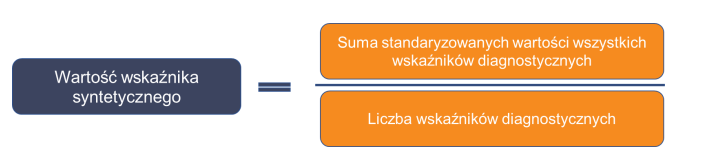 Wartość wskaźnika
syntetycznego
=
Suma standaryzowanych wartości wszystkich
wskaźników diagnostycznych
Liczba wskaźników diagnostycznych